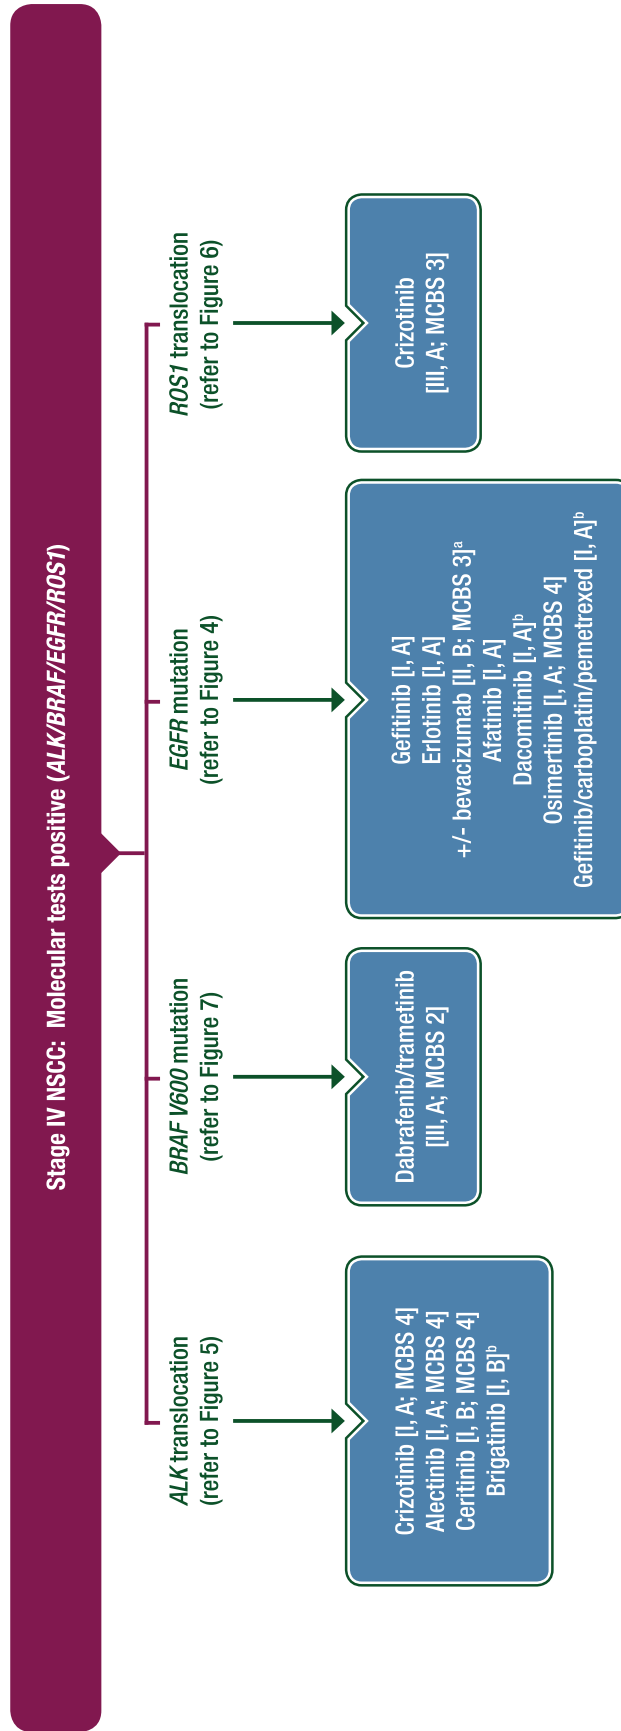 Stage IV NSCC: Molecular tests positive (ALK/BRAF/EGFR/ROS1)
ALK translocation
(refer to Figure 5)
Crizotinib [I, A; MCBS 4]
Alectinib [I, A; MCBS 4]
Ceritinib [I, B; MCBS 4]
Brigatinib [I, B]b
BRAF V600 mutation
(refer to Figure 7)
Dabrafenib/trametinib
[III, A; MCBS 2]
EGFR mutation
(refer to Figure 4)
Gefitinib [I, A]
Erlotinib [I, A]
+/- bevacizumab [II, B; MCBS 3]a
Afatinib [I, A]
Dacomitinib [I, A]b
Osimertinib [I, A; MCBS 4]
Gefitinib/carboplatin/pemetrexed [I, A]b
ROS1 translocation
(refer to Figure 6)
Crizotinib
[III, A; MCBS 3]